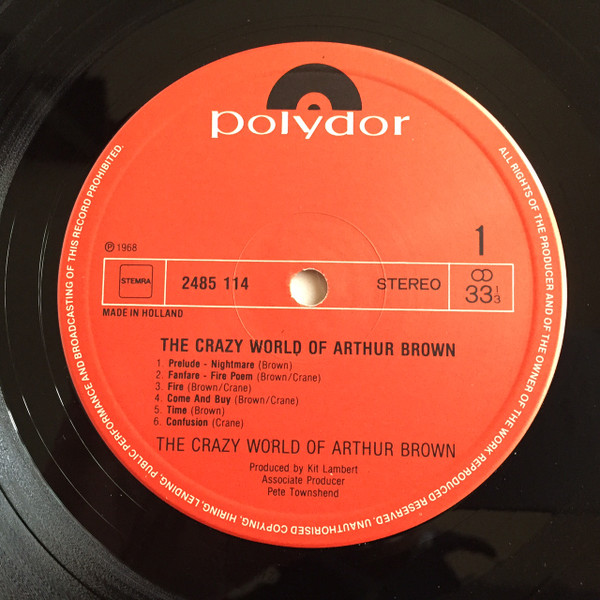 polydor
℗ 1968
1
STEMRA
2485 114
STEREO
33 1/3
MADE IN HOLLAND
THE CRAZY WORLD OF ARTHUR BROWN
1. Prelude - Nightmare (Brown)
2. Fanfare - Fire Poem (Brown/Crane)
3. Fire (Brown/Crane)
4. Come And Buy (Brown/Crane)
5. Time (Brown)
6. Confusion (Crane)
THE CRAZY WORLD OF ARTHUR BROWN
Produced by Kit Lambert
Associate Producer
Pete Townshend
ALL RIGHTS OF THE PRODUCER AND OF THE OWNER OF THE WORK REPRODUCED RESERVED. UNAUTHORISED COPYING, HIRING, LENDING, PUBLIC PERFORMANCE AND BROADCASTING OF THIS RECORD PROHIBITED.